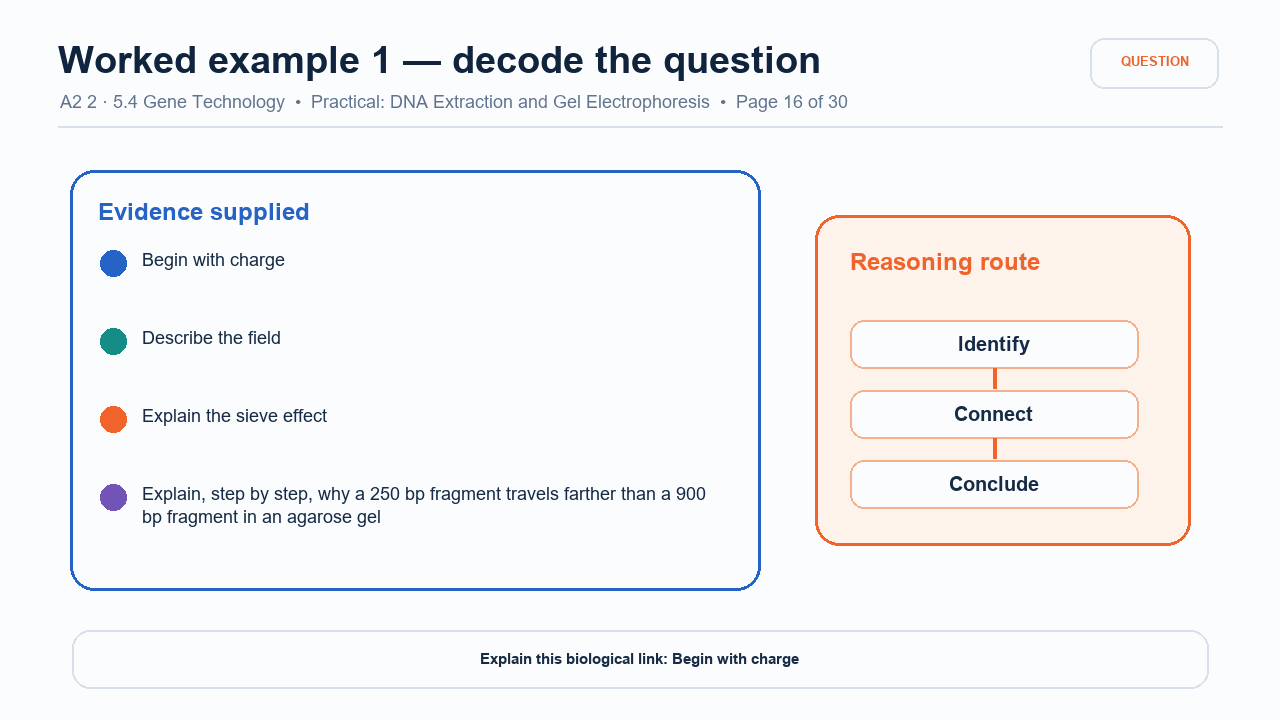 Worked example 1 — decode the question
QUESTION
A2 2 · 5.4 Gene Technology • Practical: DNA Extraction and Gel Electrophoresis • Page 16 of 30
Evidence supplied
Begin with charge
Describe the field
Explain the sieve effect
Explain, step by step, why a 250 bp fragment travels farther than a 900
bp fragment in an agarose gel
Reasoning route
Identify
Connect
Conclude
Explain this biological link: Begin with charge